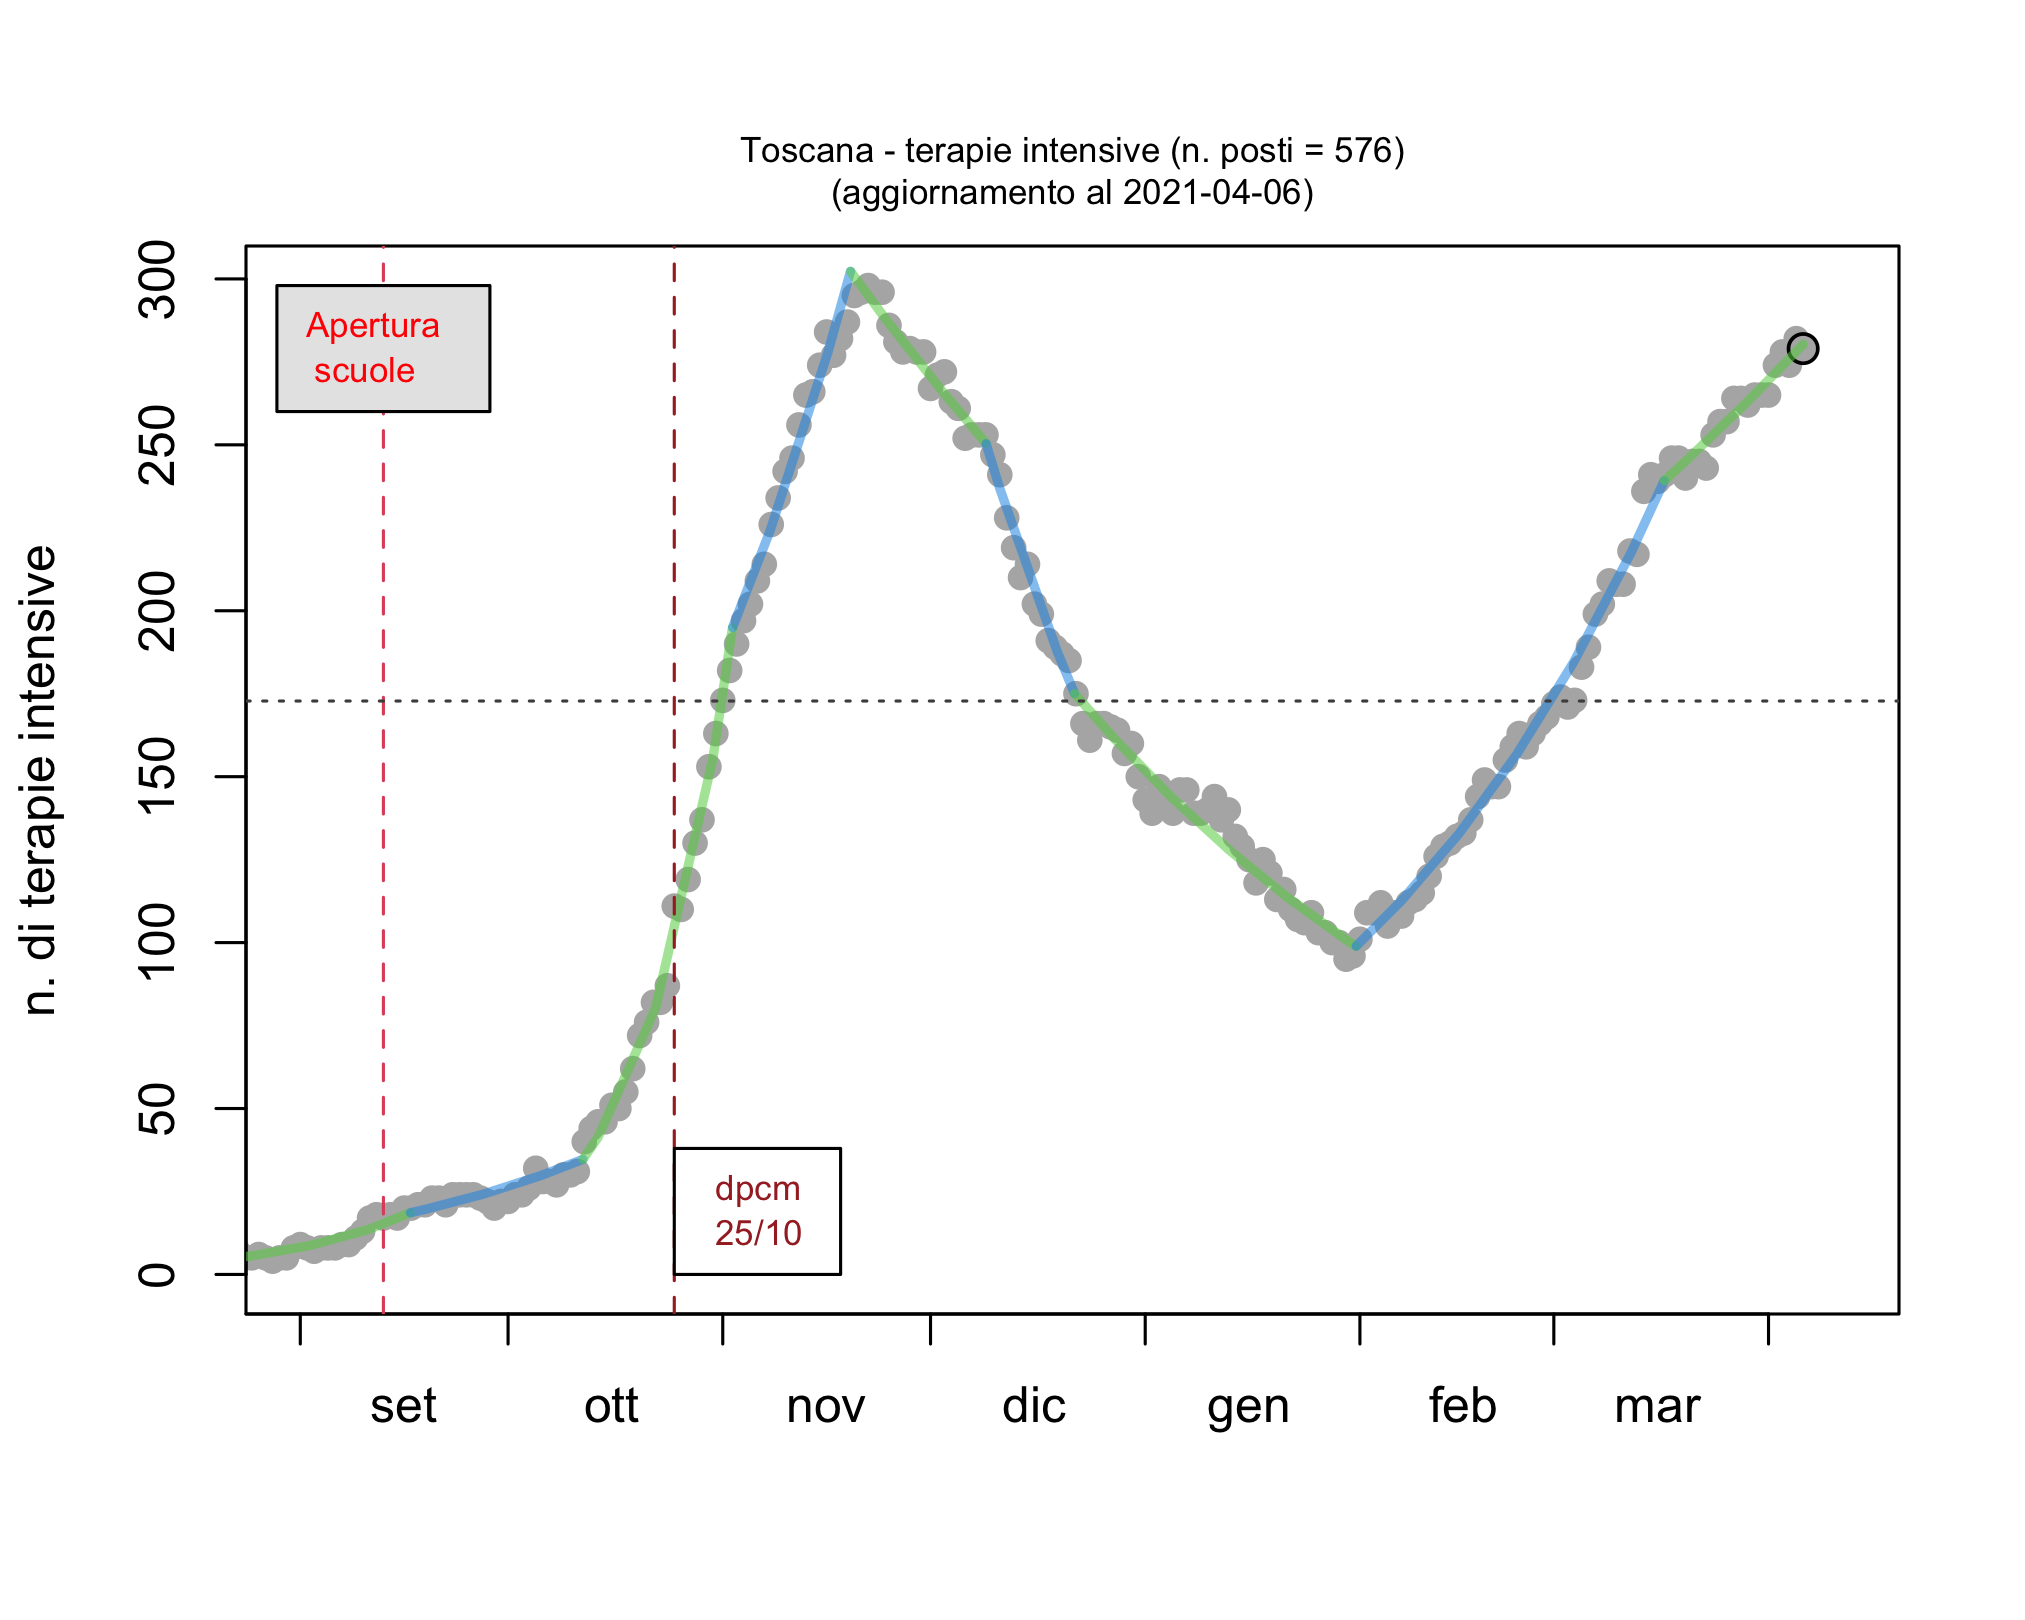 Toscana - terapie intensive (n. posti = 576)
(aggiornamento al 2021-04-06)
n. di terapie intensive
300
250
200
150
100
50
0
Apertura
scuole
dpcm
25/10
set ott nov dic gen feb mar